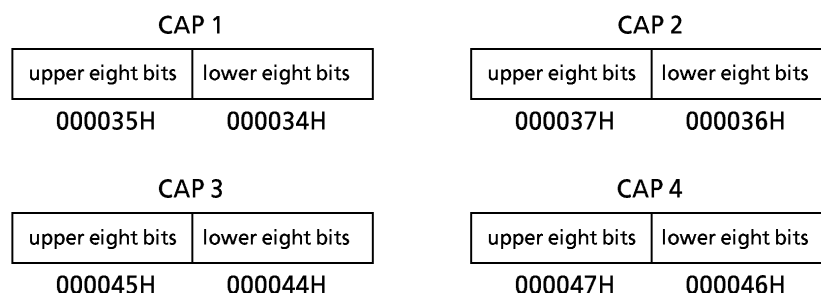 CAP 1 CAP 2
upper eight bits lower eight bits upper eight bits lower eight bits
000035H 000034H 000037H 000036H
CAP 3 CAP 4
upper eight bits lower eight bits upper eight bits lower eight bits
000045H 000044H 000047H 000046H